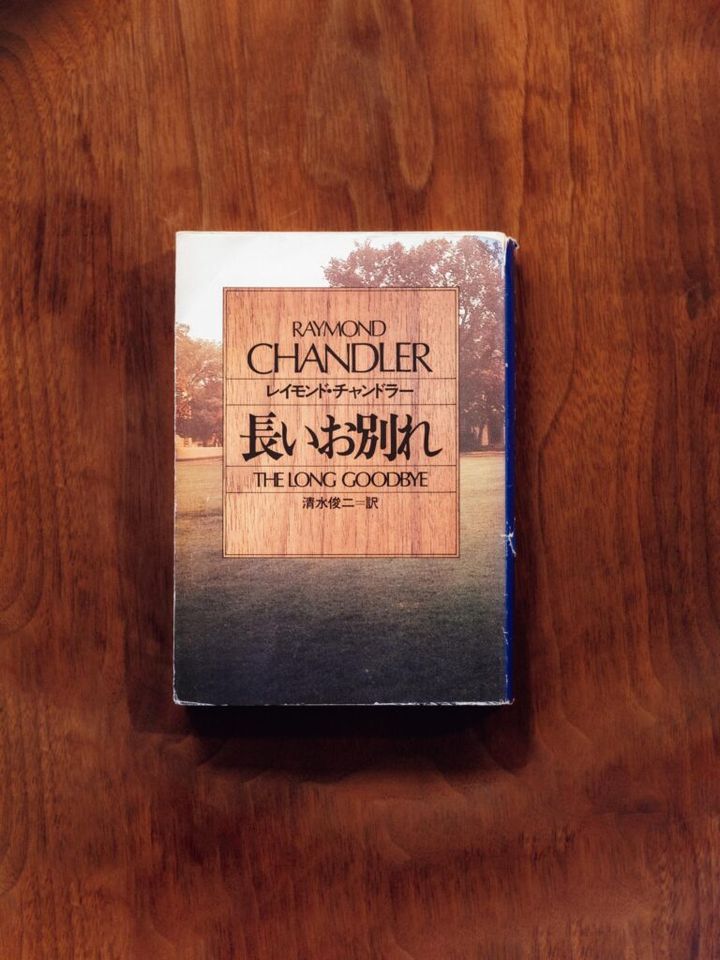 RAYMOND
CHANDLER
レイモンド・チャンドラー
長いお別れ
THE LONG GOODBYE
清水俊二＝訳